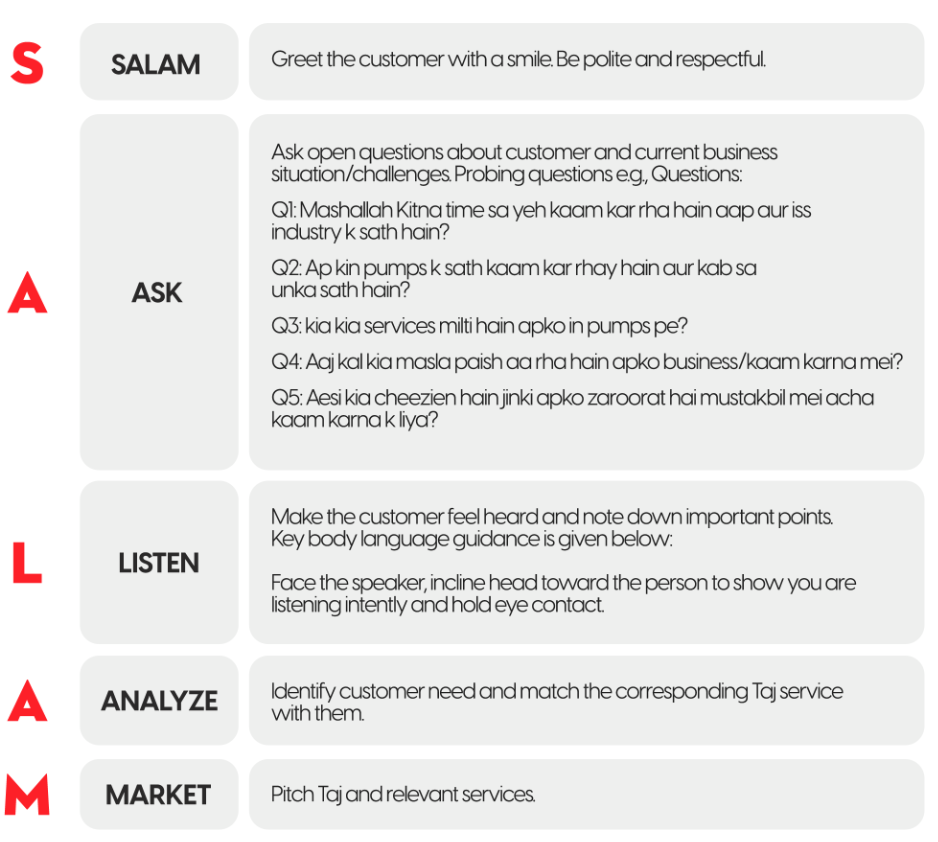 S
SALAM
Greet the customer with a smile. Be polite and respectful.
A
ASK
Ask open questions about customer and current business
situation/challenges. Probing questions e.g., Questions:
Q1: Mashallah Kitna time sa yeh kaam kar rha hain aap aur iss
industry k sath hain?
Q2: Ap kin pumps k sath kaam kar rhay hain aur kab sa
unka sath hain?
Q3: kia kia services milti hain apko in pumps pe?
Q4: Aaj kal kia masla paish aa rha hain apko business/kaam karna mei?
Q5: Aesi kia cheezien hain jinki apko zaroorat hai mustakbil mei acha
kaam karna k liya?
L
LISTEN
Make the customer feel heard and note down important points.
Key body language guidance is given below:
Face the speaker, incline head toward the person to show you are
listening intently and hold eye contact.
A
ANALYZE
Identify customer need and match the corresponding Taj service
with them.
M
MARKET
Pitch Taj and relevant services.